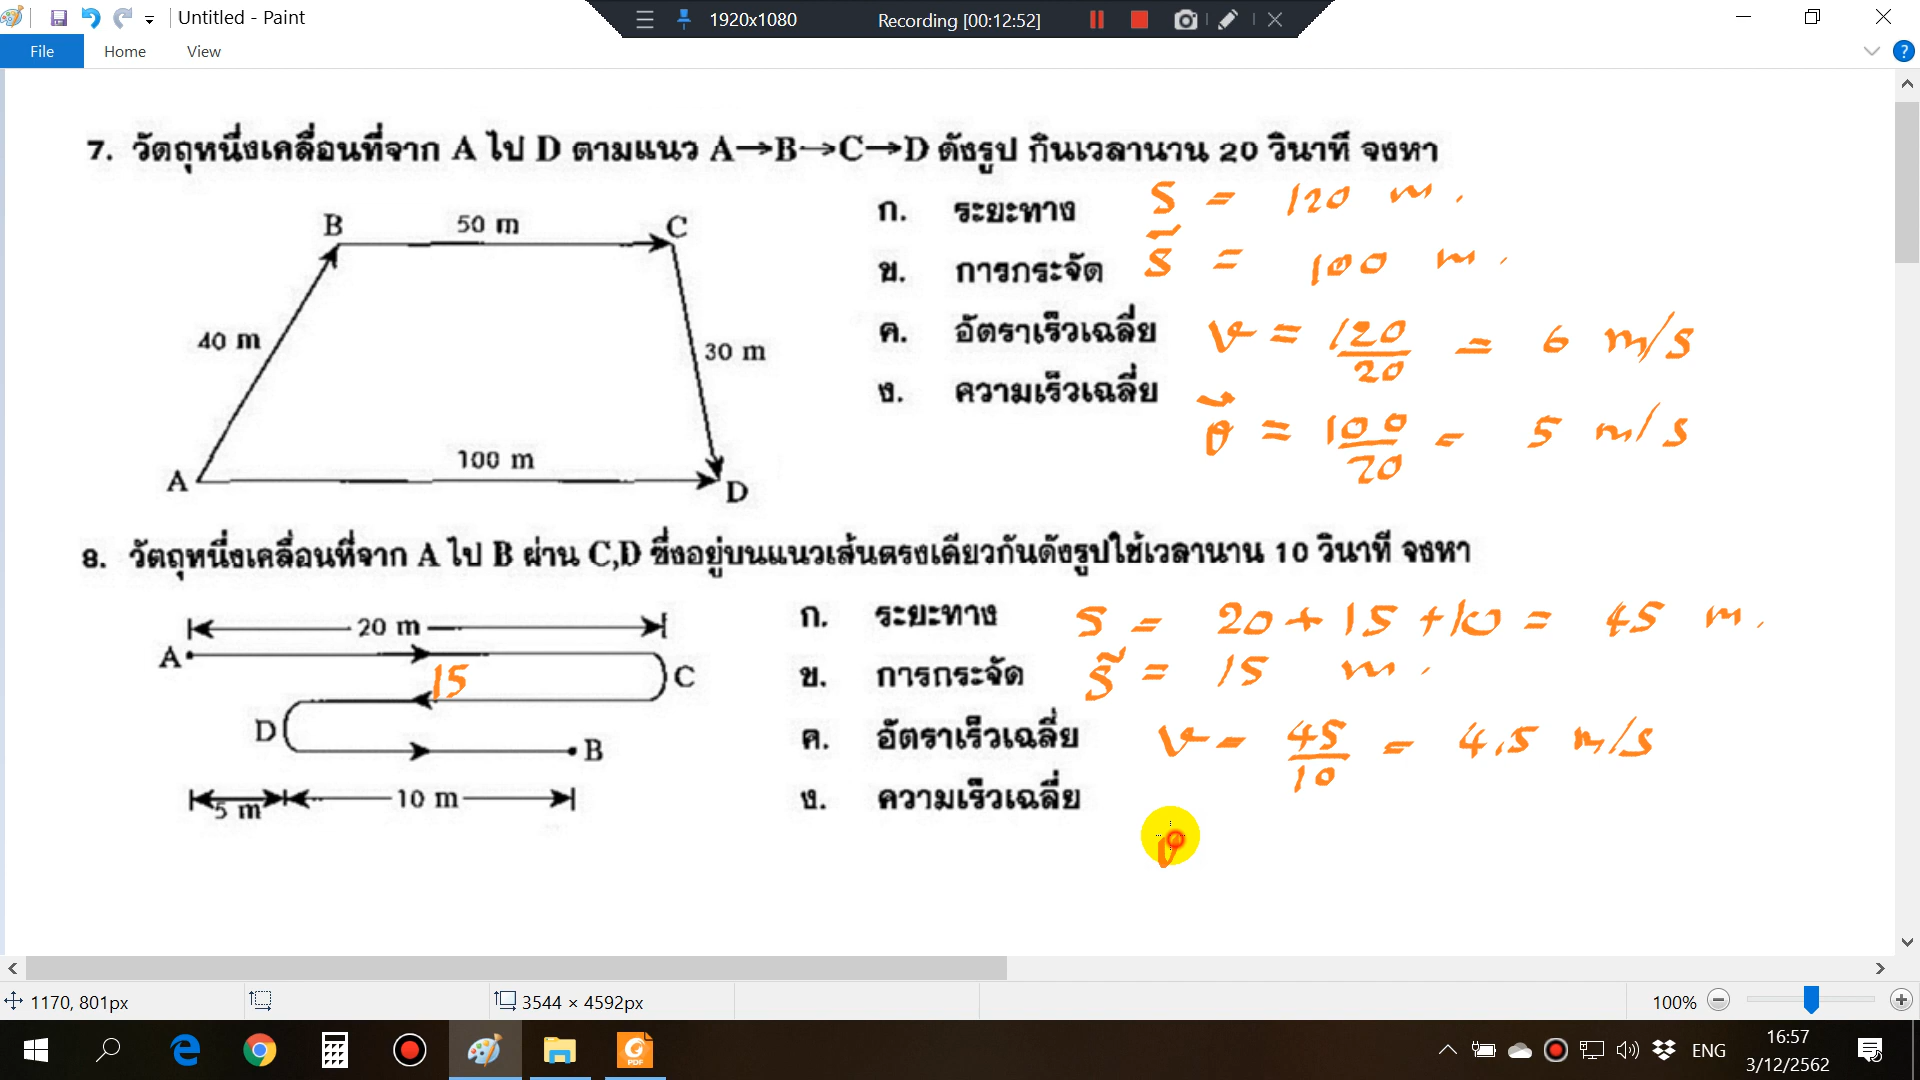 Untitled - Paint
1920x1080
Recording [00:12:52]
File
Home
View
7. วัตถุหนึ่งเคลื่อนที่จาก A ไป D ตามแนว A→B→C→D ดังรูป กินเวลานาน 20 วินาที จงหา
B
50 m
C
40 m
30 m
A
100 m
D
ก. ระยะทาง S = 120 m.
ข. การกระจัด S⃗ = 100 m.
ค. อัตราเร็วเฉลี่ย v = 120/20 = 6 m/s
ง. ความเร็วเฉลี่ย v⃗ = 100/20 = 5 m/s
8. วัตถุหนึ่งเคลื่อนที่จาก A ไป B ผ่าน C,D ซึ่งอยู่บนแนวเส้นตรงเดียวกันดังรูปใช้เวลานาน 10 วินาที จงหา
20 m
A
15
C
D
B
5 m
10 m
ก. ระยะทาง S = 20 + 15 + 10 = 45 m.
ข. การกระจัด S⃗ = 15 m.
ค. อัตราเร็วเฉลี่ย v = 45/10 = 4.5 m/s
ง. ความเร็วเฉลี่ย
v
1170, 801px
3544 × 4592px
100%
PDF
ENG
16:57
3/12/2562